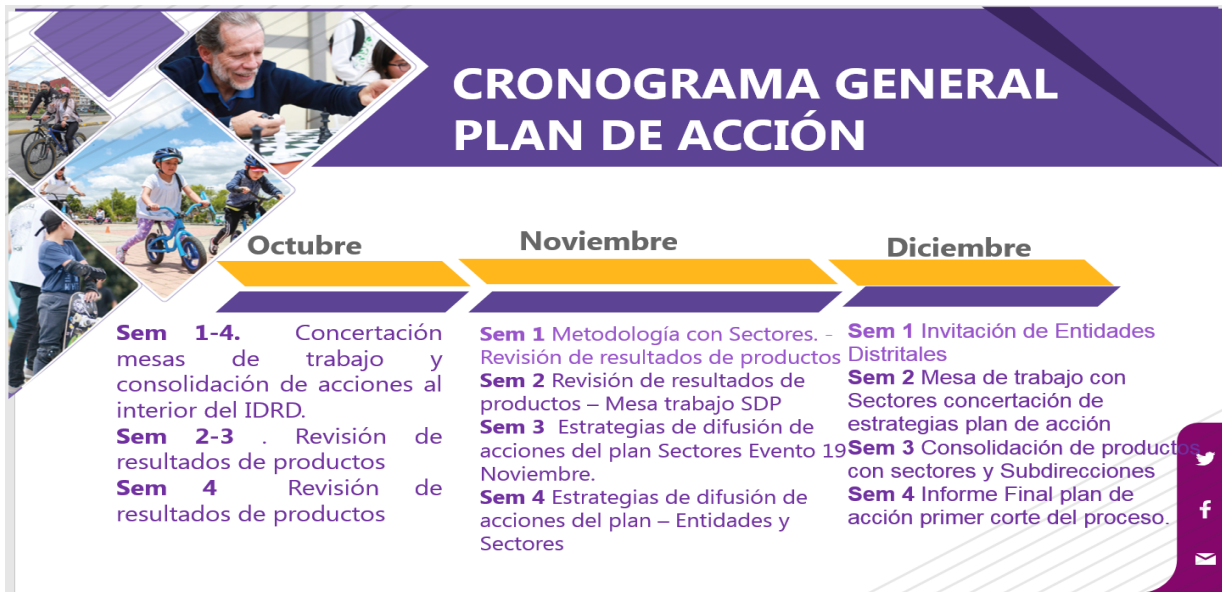 CRONOGRAMA GENERAL
PLAN DE ACCIÓN
Octubre
Sem 1-4. Concertación
mesas de trabajo y
consolidación de acciones al
interior del IDRD.
Sem 2-3 . Revisión de
resultados de productos
Sem 4 Revisión de
resultados de productos
Noviembre
Sem 1 Metodología con Sectores. -
Revisión de resultados de productos
Sem 2 Revisión de resultados de
productos – Mesa trabajo SDP
Sem 3 Estrategias de difusión de
acciones del plan Sectores Evento 19
Noviembre.
Sem 4 Estrategias de difusión de
acciones del plan – Entidades y
Sectores
Diciembre
Sem 1 Invitación de Entidades
Distritales
Sem 2 Mesa de trabajo con
Sectores concertación de
estrategias plan de acción
Sem 3 Consolidación de productos
con sectores y Subdirecciones
Sem 4 Informe Final plan de
acción primer corte del proceso.